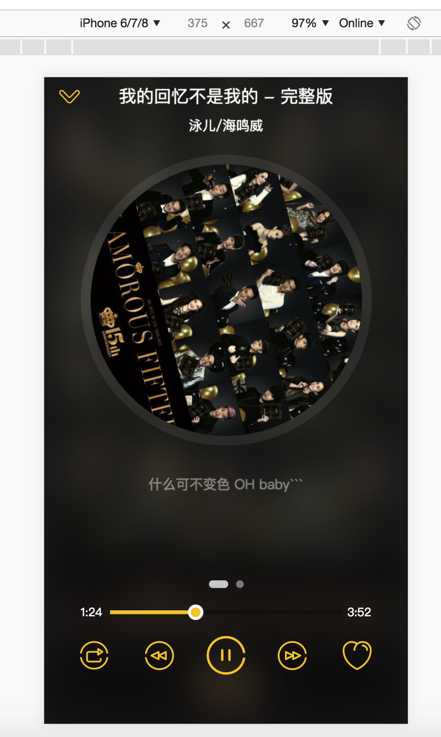 iPhone 6/7/8 ▼ 375 × 667 97% ▼ Online ▼
我的回忆不是我的 – 完整版
泳儿/海鸣威
AMOROUS FIFTE
15th
什么可不变色 OH baby```
1:24 3:52